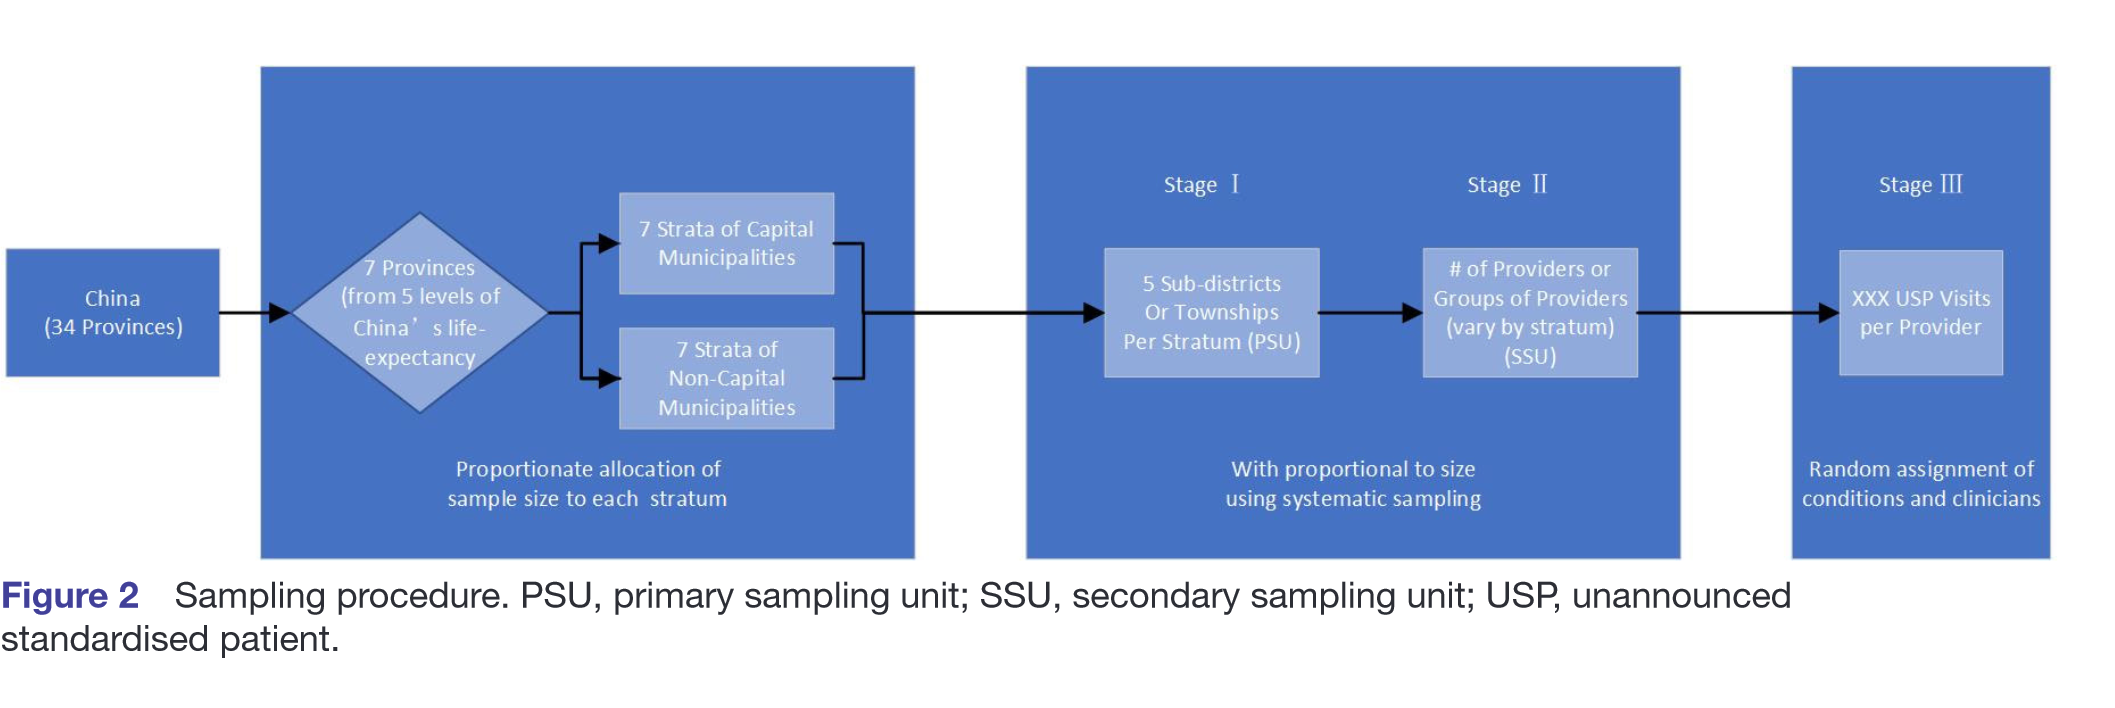 China
(34 Provinces)
7 Provinces
(from 5 levels of
China’s life-
expectancy
7 Strata of Capital
Municipalities
7 Strata of
Non-Capital
Municipalities
Proportionate allocation of
sample size to each stratum
Stage Ⅰ
5 Sub-districts
Or Townships
Per Stratum (PSU)
Stage Ⅱ
# of Providers or
Groups of Providers
(vary by stratum)
(SSU)
With proportional to size
using systematic sampling
Stage Ⅲ
XXX USP Visits
per Provider
Random assignment of
conditions and clinicians
Figure 2 Sampling procedure. PSU, primary sampling unit; SSU, secondary sampling unit; USP, unannounced
standardised patient.